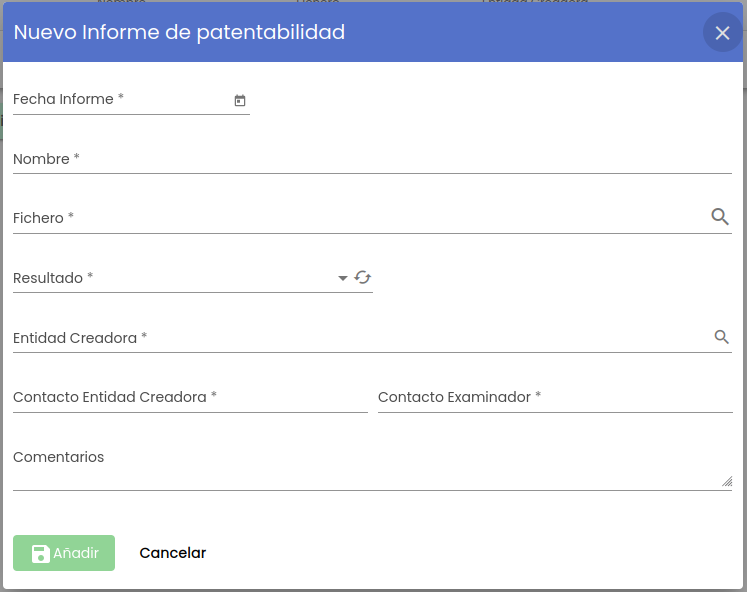 Nuevo Informe de patentabilidad
Fecha Informe *
Nombre *
Fichero *
Resultado *
Entidad Creadora *
Contacto Entidad Creadora * Contacto Examinador *
Comentarios
Añadir Cancelar